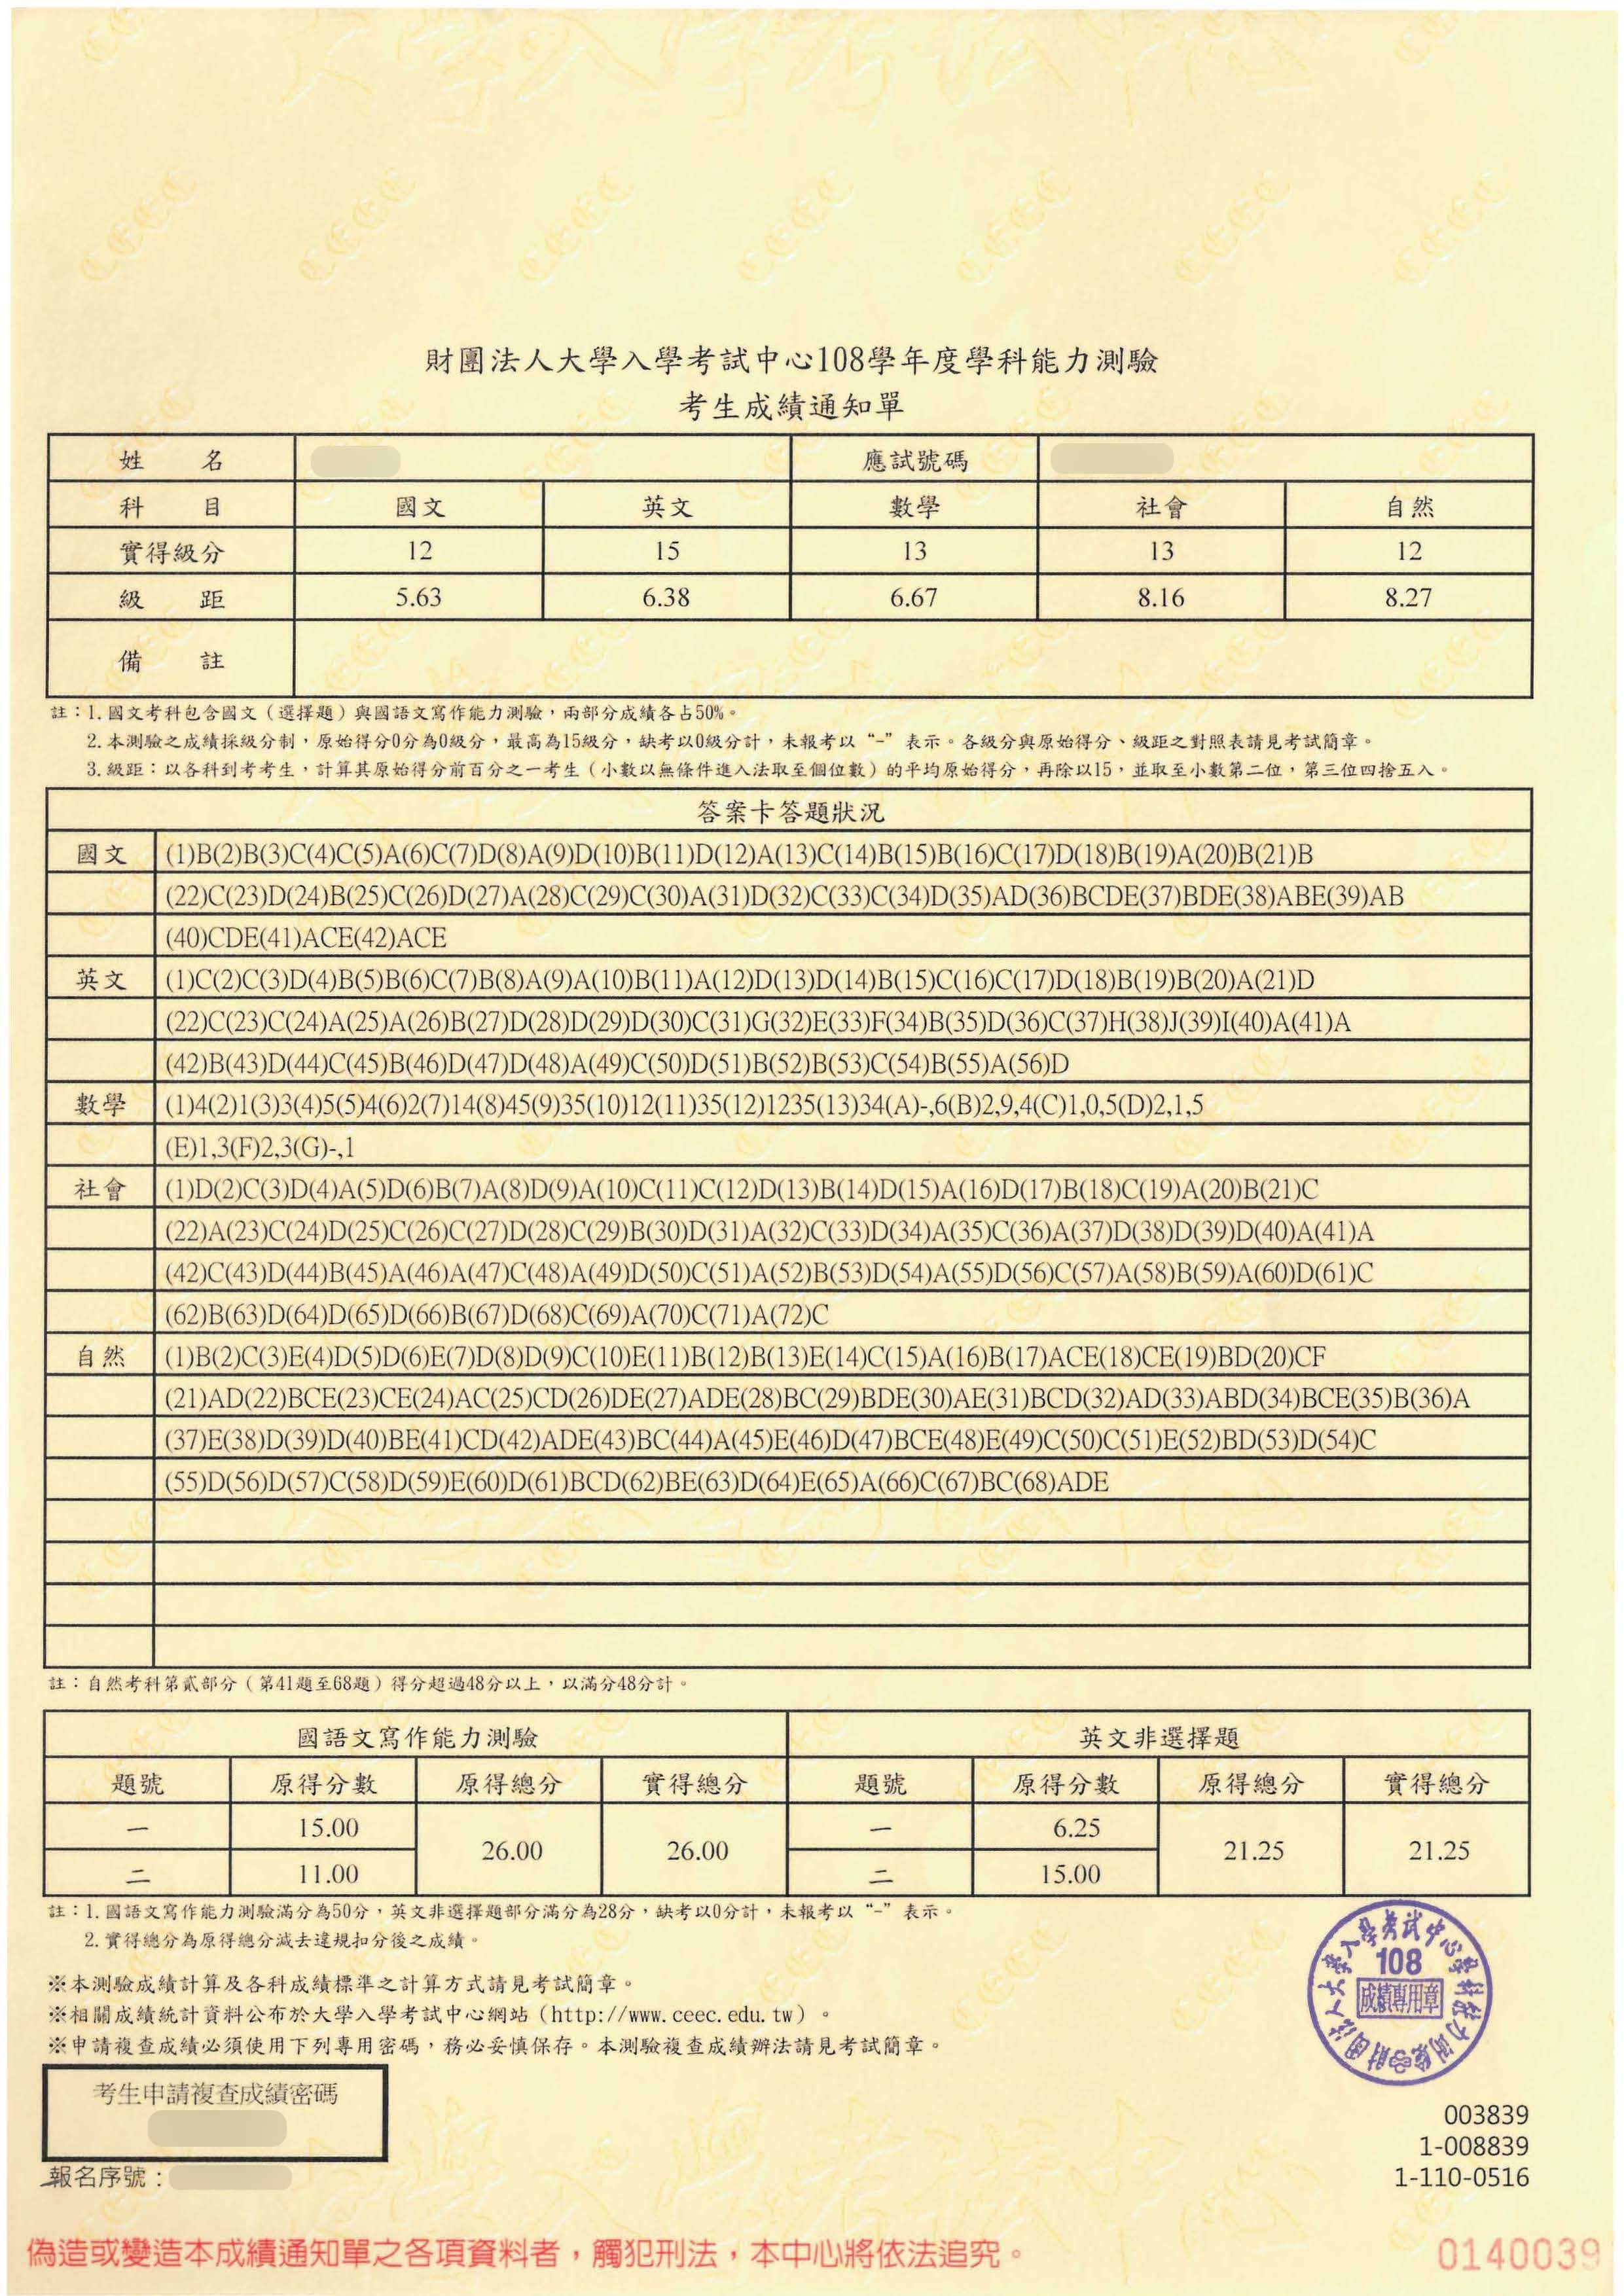 財團法人大學入學考試中心108學年度學科能力測驗
考生成績通知單
姓 名 應試號碼
科 目 國文 英文 數學 社會 自然
實得級分 12 15 13 13 12
級 距 5.63 6.38 6.67 8.16 8.27
備 註
註：1.國文考科包含國文（選擇題）與國語文寫作能力測驗，兩部分成績各占50%。
2.本測驗之成績採級分制，原始得分0分為0級分，最高為15級分，缺考以0級分計，未報考以“-”表示。各級分與原始得分、級距之對照表請見考試簡章。
3.級距：以各科到考考生，計算其原始得分前百分之一考生（小數以無條件進入法取至個位數）的平均原始得分，再除以15，並取至小數第二位，第三位四捨五入。
答案卡答題狀況
國文 (1)B(2)B(3)C(4)C(5)A(6)C(7)D(8)A(9)D(10)B(11)D(12)A(13)C(14)B(15)B(16)C(17)D(18)B(19)A(20)B(21)B
(22)C(23)D(24)B(25)C(26)D(27)A(28)C(29)C(30)A(31)D(32)C(33)C(34)D(35)AD(36)BCDE(37)BDE(38)ABE(39)AB
(40)CDE(41)ACE(42)ACE
英文 (1)C(2)C(3)D(4)B(5)B(6)C(7)B(8)A(9)A(10)B(11)A(12)D(13)D(14)B(15)C(16)C(17)D(18)B(19)B(20)A(21)D
(22)C(23)C(24)A(25)A(26)B(27)D(28)D(29)D(30)C(31)G(32)E(33)F(34)B(35)D(36)C(37)H(38)J(39)I(40)A(41)A
(42)B(43)D(44)C(45)B(46)D(47)D(48)A(49)C(50)D(51)B(52)B(53)C(54)B(55)A(56)D
數學 (1)4(2)1(3)3(4)5(5)4(6)2(7)14(8)45(9)35(10)12(11)35(12)1235(13)34(A)-,6(B)2,9,4(C)1,0,5(D)2,1,5
(E)1,3(F)2,3(G)-,1
社會 (1)D(2)C(3)D(4)A(5)D(6)B(7)A(8)D(9)A(10)C(11)C(12)D(13)B(14)D(15)A(16)D(17)B(18)C(19)A(20)B(21)C
(22)A(23)C(24)D(25)C(26)C(27)D(28)C(29)B(30)D(31)A(32)C(33)D(34)A(35)C(36)A(37)D(38)D(39)D(40)A(41)A
(42)C(43)D(44)B(45)A(46)A(47)C(48)A(49)D(50)C(51)A(52)B(53)D(54)A(55)D(56)C(57)A(58)B(59)A(60)D(61)C
(62)B(63)D(64)D(65)D(66)B(67)D(68)C(69)A(70)C(71)A(72)C
自然 (1)B(2)C(3)E(4)D(5)D(6)E(7)D(8)D(9)C(10)E(11)B(12)B(13)E(14)C(15)A(16)B(17)ACE(18)CE(19)BD(20)CF
(21)AD(22)BCE(23)CE(24)AC(25)CD(26)DE(27)ADE(28)BC(29)BDE(30)AE(31)BCD(32)AD(33)ABD(34)BCE(35)B(36)A
(37)E(38)D(39)D(40)BE(41)CD(42)ADE(43)BC(44)A(45)E(46)D(47)BCE(48)E(49)C(50)C(51)E(52)BD(53)D(54)C
(55)D(56)D(57)C(58)D(59)E(60)D(61)BCD(62)BE(63)D(64)E(65)A(66)C(67)BC(68)ADE
註：自然考科第貳部分（第41題至68題）得分超過48分以上，以滿分48分計。
國語文寫作能力測驗 英文非選擇題
題號 原得分數 原得總分 實得總分 題號 原得分數 原得總分 實得總分
一 15.00 26.00 26.00 一 6.25 21.25 21.25
二 11.00 二 15.00
註：1.國語文寫作能力測驗滿分為50分，英文非選擇題部分滿分為28分，缺考以0分計，未報考以“-”表示。
2.實得總分為原得總分減去違規扣分後之成績。
※本測驗成績計算及各科成績標準之計算方式請見考試簡章。
※相關成績統計資料公布於大學入學考試中心網站（http://www.ceec.edu.tw）。
※申請複查成績必須使用下列專用密碼，務必妥慎保存。本測驗複查成績辦法請見考試簡章。
財團法人大學入學考試中心學科能力測驗
108
成績專用章
考生申請複查成績密碼
報名序號：
003839
1-008839
1-110-0516
偽造或變造本成績通知單之各項資料者，觸犯刑法，本中心將依法追究。
0140039